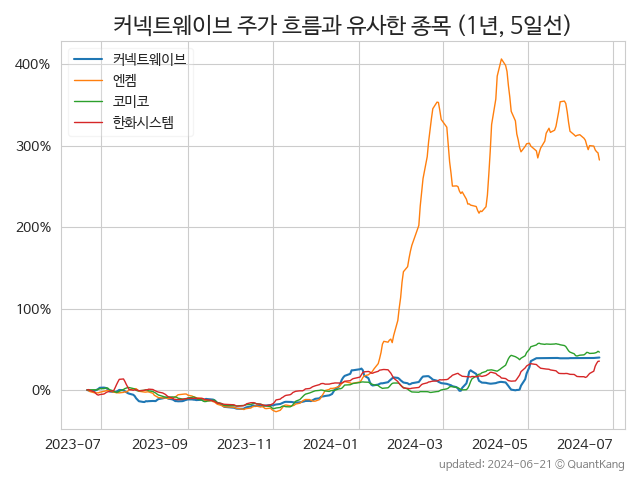 커넥트웨이브 주가 흐름과 유사한 종목 (1년, 5일선)
커넥트웨이브
엔켐
코미코
한화시스템
400%
300%
200%
100%
0%
2023-07 2023-09 2023-11 2024-01 2024-03 2024-05 2024-07
updated: 2024-06-21 © QuantKang